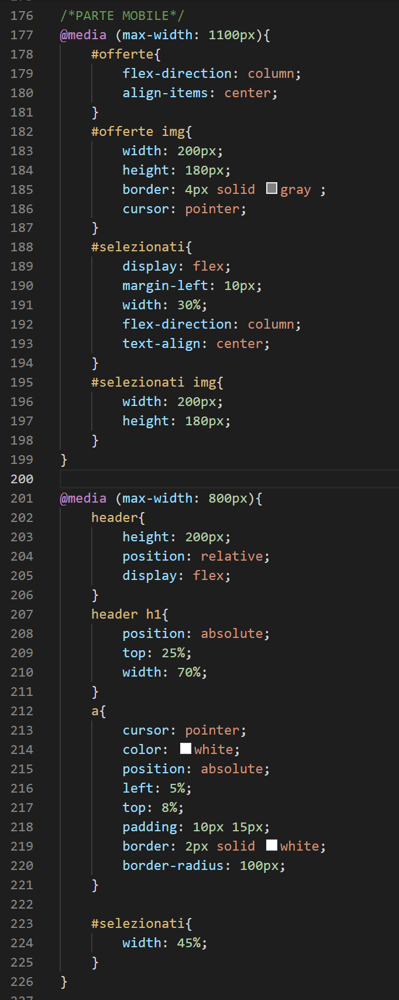 176 /*PARTE MOBILE*/
177 @media (max-width: 1100px){
178 #offerte{
179 flex-direction: column;
180 align-items: center;
181 }
182 #offerte img{
183 width: 200px;
184 height: 180px;
185 border: 4px solid gray ;
186 cursor: pointer;
187 }
188 #selezionati{
189 display: flex;
190 margin-left: 10px;
191 width: 30%;
192 flex-direction: column;
193 text-align: center;
194 }
195 #selezionati img{
196 width: 200px;
197 height: 180px;
198 }
199 }
200
201 @media (max-width: 800px){
202 header{
203 height: 200px;
204 position: relative;
205 display: flex;
206 }
207 header h1{
208 position: absolute;
209 top: 25%;
210 width: 70%;
211 }
212 a{
213 cursor: pointer;
214 color: white;
215 position: absolute;
216 left: 5%;
217 top: 8%;
218 padding: 10px 15px;
219 border: 2px solid white;
220 border-radius: 100px;
221 }
222
223 #selezionati{
224 width: 45%;
225 }
226 }